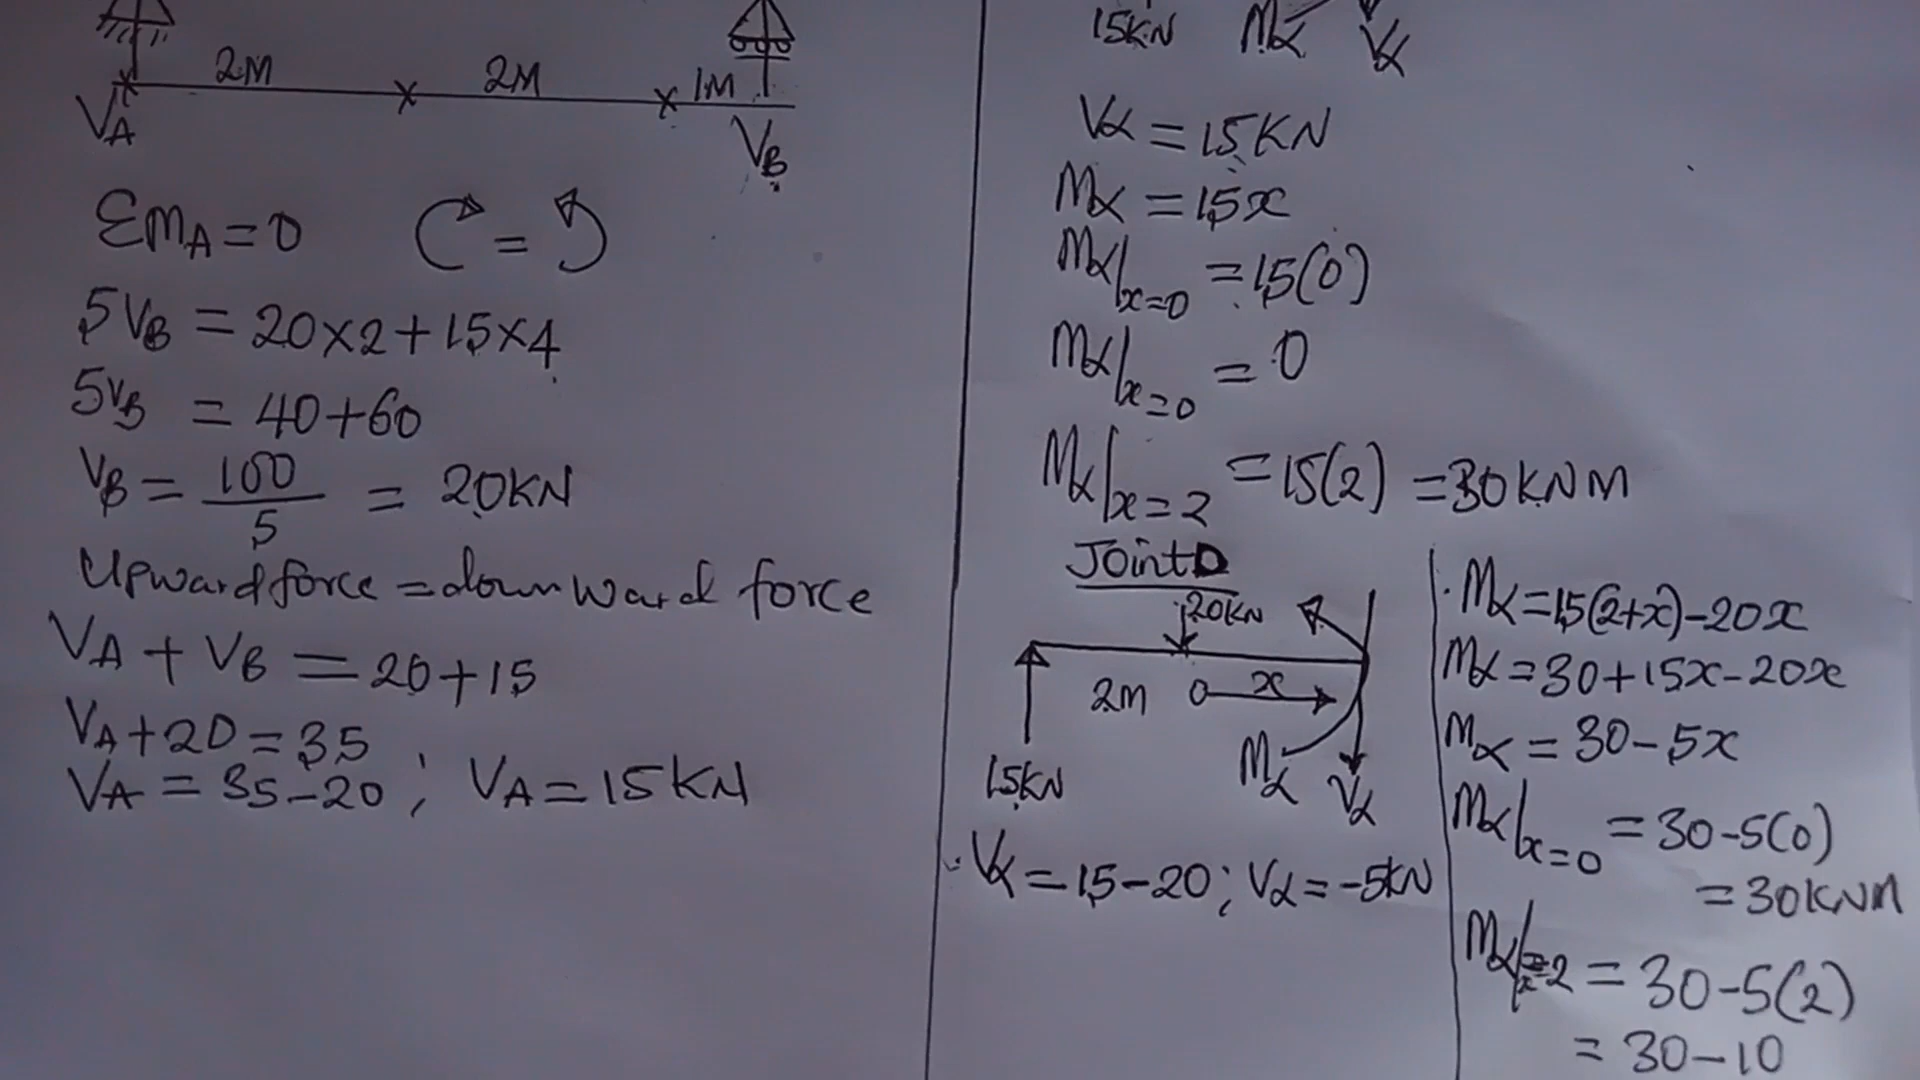 2M 2M 1M
VA VB
ΣMA = 0 =
5VB = 20×2+15×4
5VB = 40+60
VB = 100/5 = 20KN
Upward force = downward force
VA + VB = 20+15
VA+20 = 35
VA = 35-20 ; VA = 15KN
15KN Mx Vx
Vx = 15KN
Mx = 15x
Mx|x=0 = 15(0)
Mx|x=0 = 0
Mx|x=2 = 15(2) = 30KNM
Joint D
20KN
2m 0 x
15KN Mx Vx
Vx = 15-20 ; Vx = -5KN
Mx = 15(2+x)-20x
Mx = 30+15x-20x
Mx = 30-5x
Mx|x=0 = 30-5(0)
= 30KNM
Mx|x=2 = 30-5(2)
= 30-10